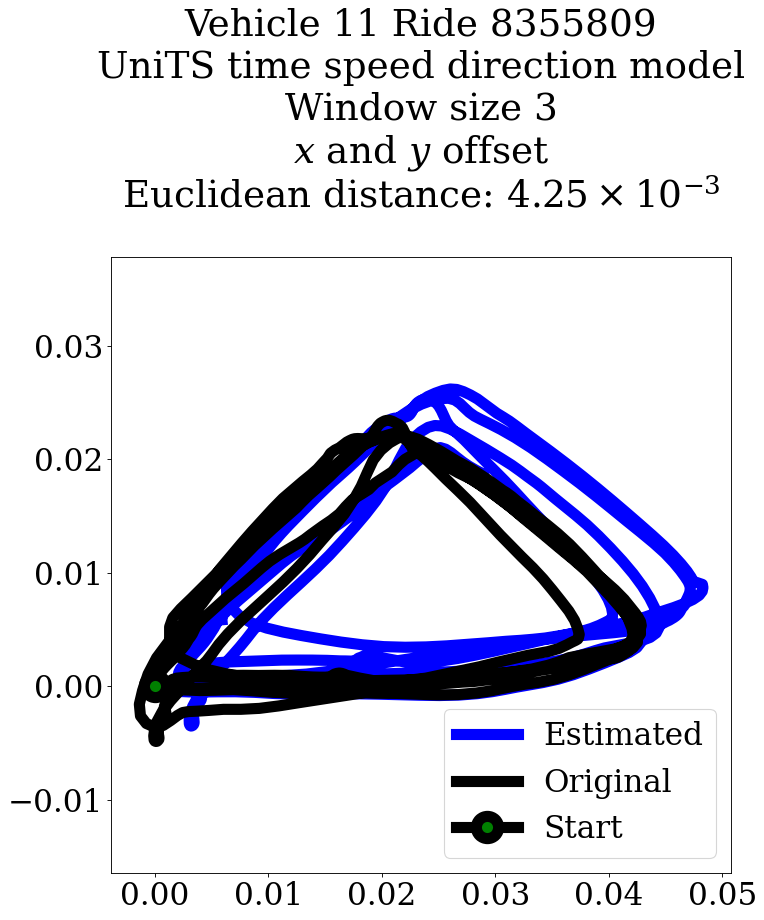 Vehicle 11 Ride 8355809
UniTS time speed direction model
Window size 3
x and y offset
Euclidean distance: 4.25 × 10⁻³
0.03
0.02
0.01
0.00
−0.01
Estimated
Original
Start
0.00 0.01 0.02 0.03 0.04 0.05